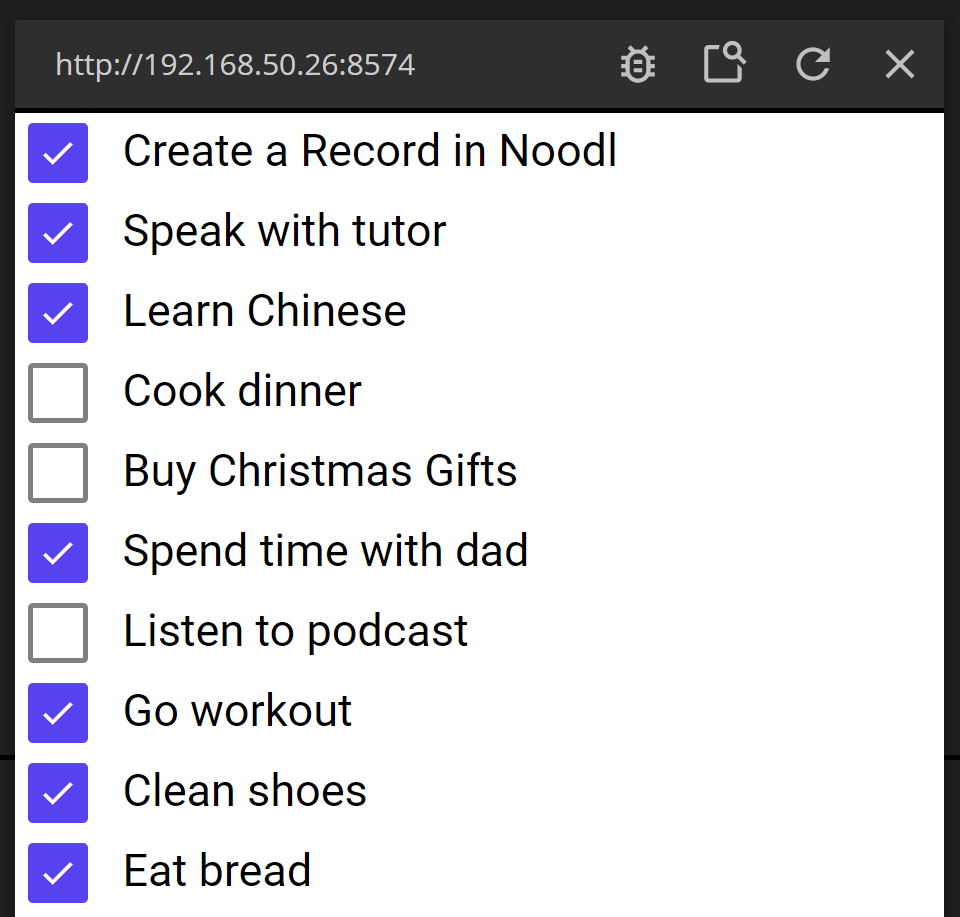 http://192.168.50.26:8574
Create a Record in Noodl
Speak with tutor
Learn Chinese
Cook dinner
Buy Christmas Gifts
Spend time with dad
Listen to podcast
Go workout
Clean shoes
Eat bread